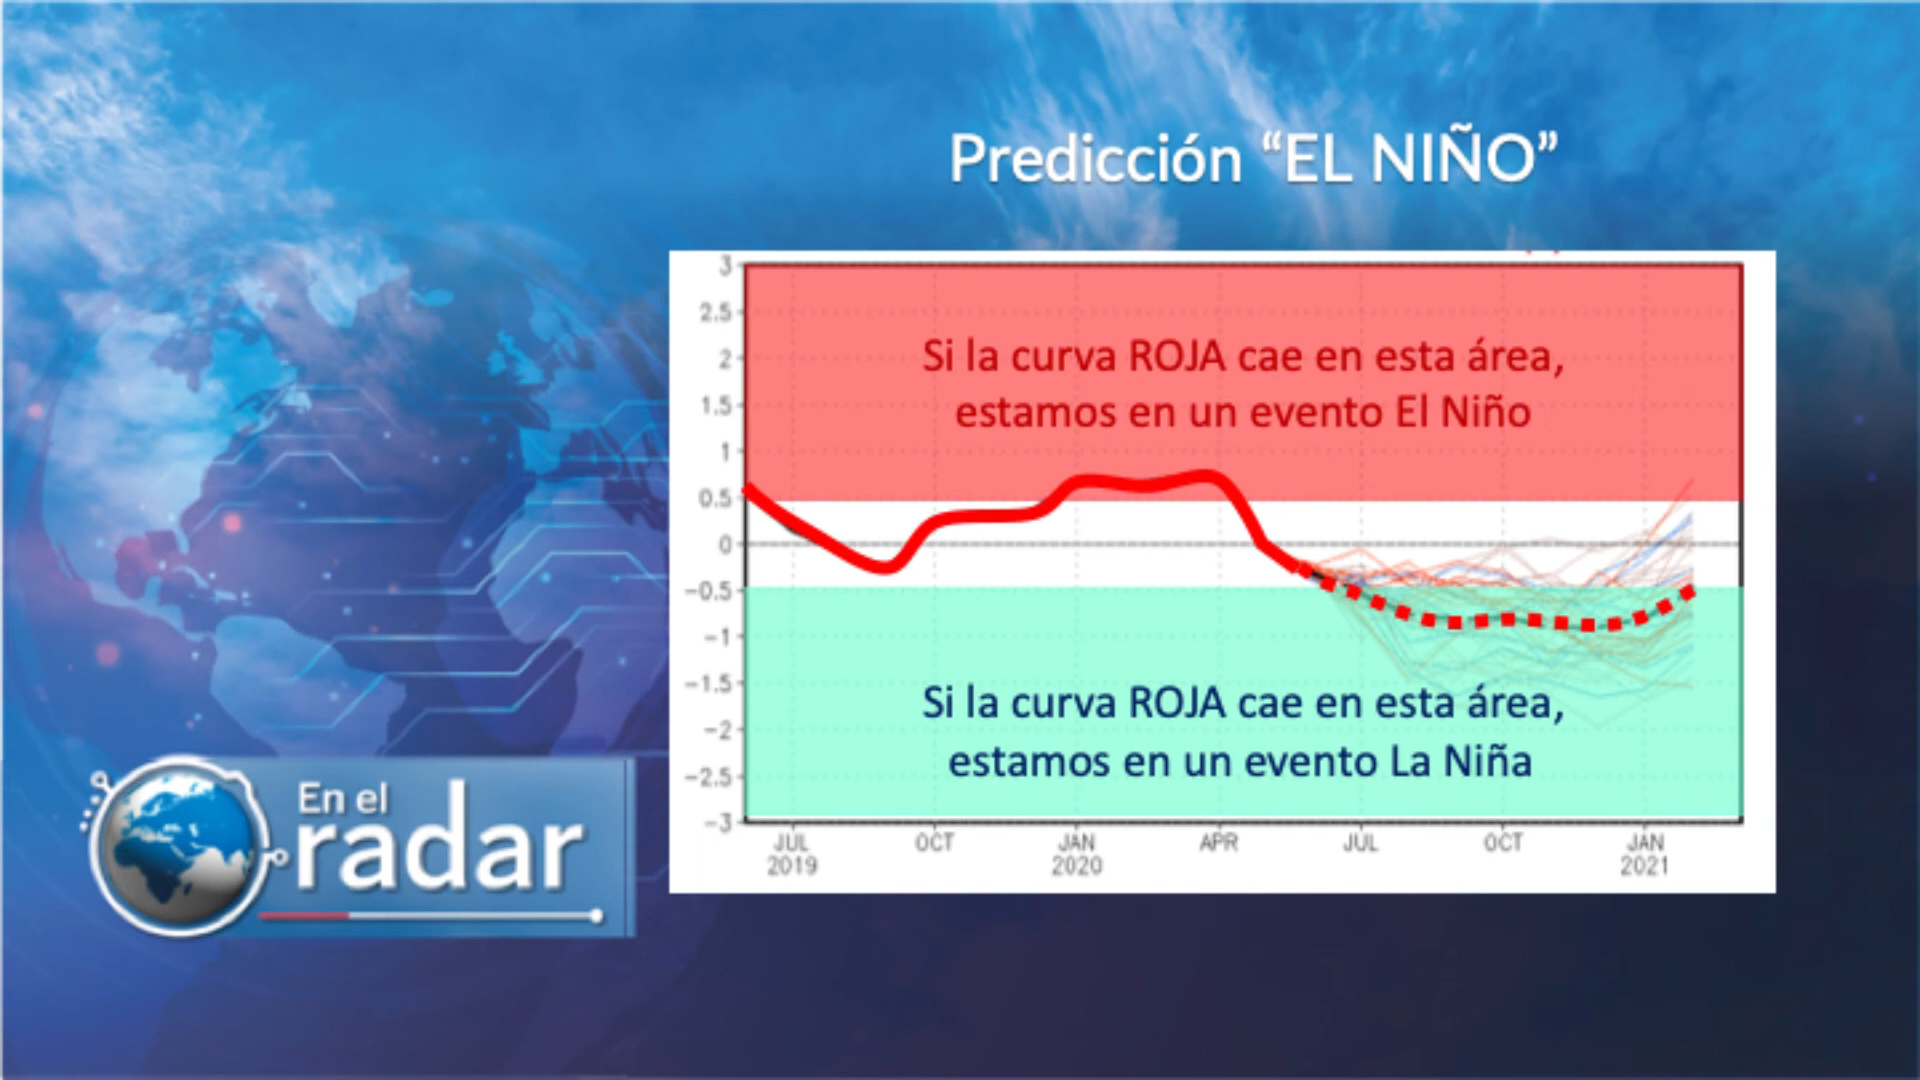 Predicción “EL NIÑO”
3
2.5
2
1.5
1
0.5
0
−0.5
−1
−1.5
−2
−2.5
−3
Si la curva ROJA cae en esta área,
estamos en un evento El Niño
Si la curva ROJA cae en esta área,
estamos en un evento La Niña
JUL OCT JAN APR JUL OCT JAN
2019 2020 2021
En el
radar